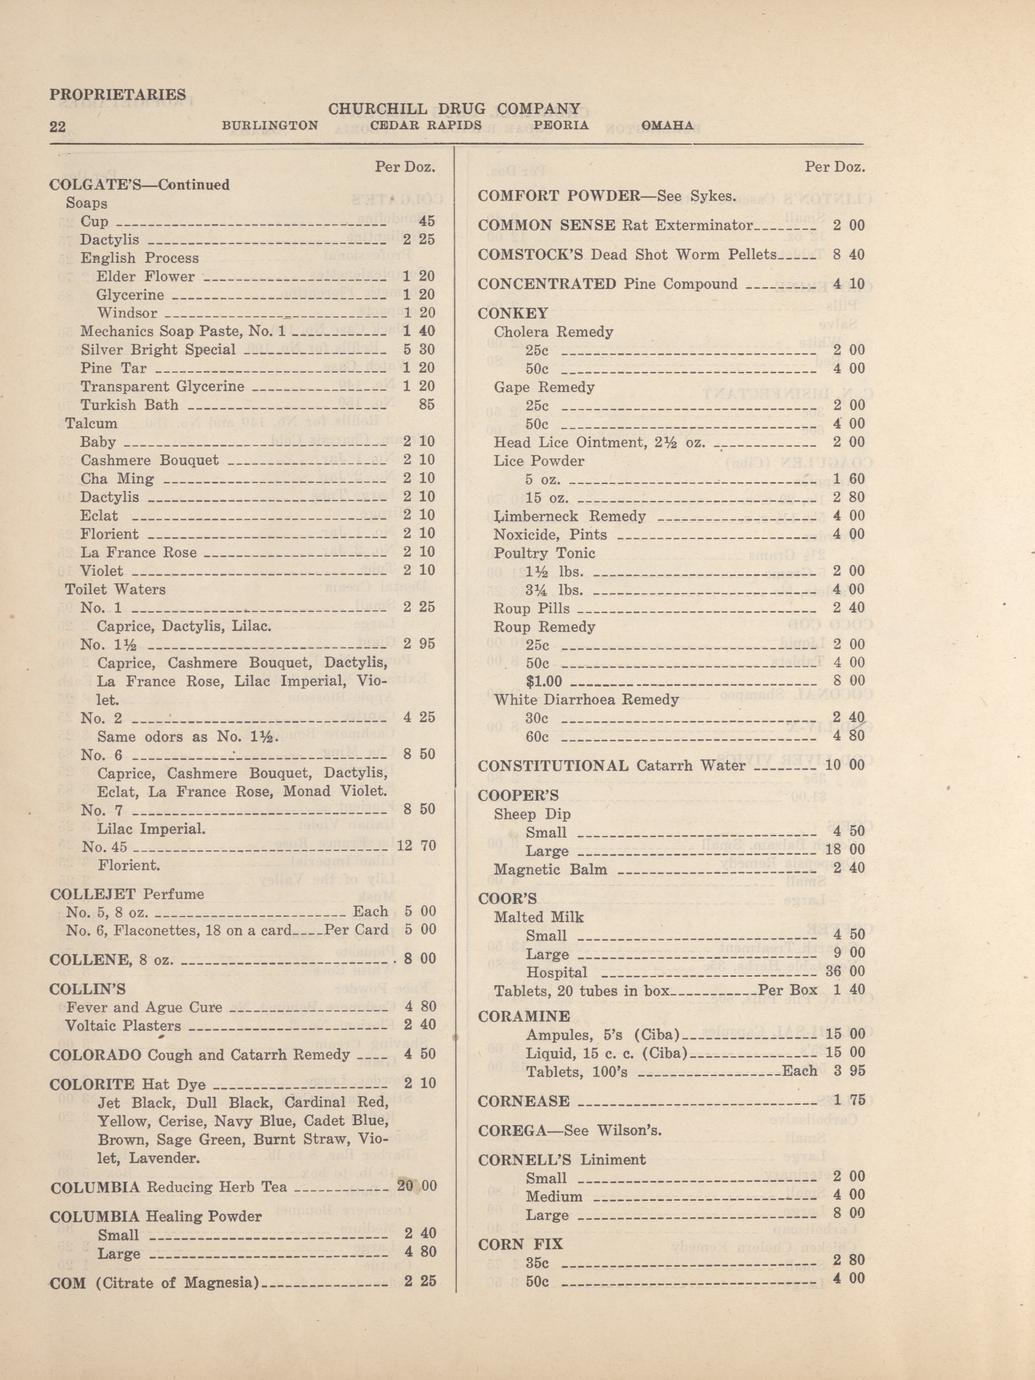 PROPRIETARIES
CHURCHILL DRUG COMPANY
22 BURLINGTON CEDAR RAPIDS PEORIA OMAHA
Per Doz.
COLGATE'S—Continued
Soaps
Cup 45
Dactylis 2 25
English Process
Elder Flower 1 20
Glycerine 1 20
Windsor 1 20
Mechanics Soap Paste, No. 1 1 40
Silver Bright Special 5 30
Pine Tar 1 20
Transparent Glycerine 1 20
Turkish Bath 85
Talcum
Baby 2 10
Cashmere Bouquet 2 10
Cha Ming 2 10
Dactylis 2 10
Eclat 2 10
Florient 2 10
La France Rose 2 10
Violet 2 10
Toilet Waters
No. 1 2 25
Caprice, Dactylis, Lilac.
No. 1½ 2 95
Caprice, Cashmere Bouquet, Dactylis,
La France Rose, Lilac Imperial, Vio-
let.
No. 2 4 25
Same odors as No. 1½.
No. 6 8 50
Caprice, Cashmere Bouquet, Dactylis,
Eclat, La France Rose, Monad Violet.
No. 7 8 50
Lilac Imperial.
No. 45 12 70
Florient.
COLLEJET Perfume
No. 5, 8 oz. Each 5 00
No. 6, Flaconettes, 18 on a card Per Card 5 00
COLLENE, 8 oz. 8 00
COLLIN'S
Fever and Ague Cure 4 80
Voltaic Plasters 2 40
COLORADO Cough and Catarrh Remedy 4 50
COLORITE Hat Dye 2 10
Jet Black, Dull Black, Cardinal Red,
Yellow, Cerise, Navy Blue, Cadet Blue,
Brown, Sage Green, Burnt Straw, Vio-
let, Lavender.
COLUMBIA Reducing Herb Tea 20 00
COLUMBIA Healing Powder
Small 2 40
Large 4 80
COM (Citrate of Magnesia) 2 25
Per Doz.
COMFORT POWDER—See Sykes.
COMMON SENSE Rat Exterminator 2 00
COMSTOCK'S Dead Shot Worm Pellets 8 40
CONCENTRATED Pine Compound 4 10
CONKEY
Cholera Remedy
25c 2 00
50c 4 00
Gape Remedy
25c 2 00
50c 4 00
Head Lice Ointment, 2½ oz. 2 00
Lice Powder
5 oz. 1 60
15 oz. 2 80
Limberneck Remedy 4 00
Noxicide, Pints 4 00
Poultry Tonic
1½ lbs. 2 00
3¼ lbs. 4 00
Roup Pills 2 40
Roup Remedy
25c 2 00
50c 4 00
$1.00 8 00
White Diarrhoea Remedy
30c 2 40
60c 4 80
CONSTITUTIONAL Catarrh Water 10 00
COOPER'S
Sheep Dip
Small 4 50
Large 18 00
Magnetic Balm 2 40
COOR'S
Malted Milk
Small 4 50
Large 9 00
Hospital 36 00
Tablets, 20 tubes in box Per Box 1 40
CORAMINE
Ampules, 5's (Ciba) 15 00
Liquid, 15 c. c. (Ciba) 15 00
Tablets, 100's Each 3 95
CORNEASE 1 75
COREGA—See Wilson's.
CORNELL'S Liniment
Small 2 00
Medium 4 00
Large 8 00
CORN FIX
35c 2 80
50c 4 00